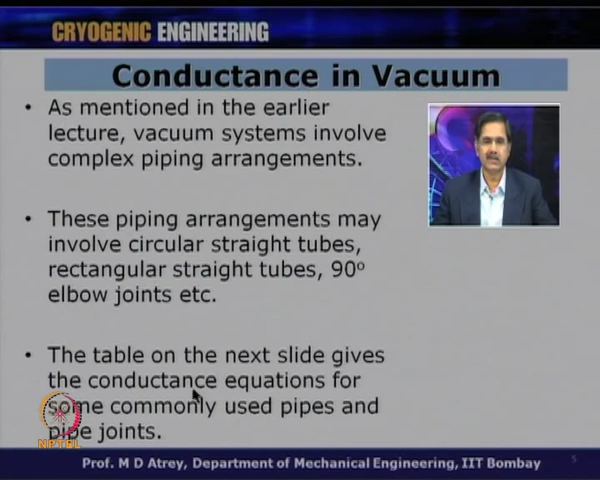 CRYOGENIC ENGINEERING
Conductance in Vacuum
• As mentioned in the earlier
lecture, vacuum systems involve
complex piping arrangements.
• These piping arrangements may
involve circular straight tubes,
rectangular straight tubes, 90º
elbow joints etc.
• The table on the next slide gives
the conductance equations for
some commonly used pipes and
pipe joints.
NPTEL
Prof. M D Atrey, Department of Mechanical Engineering, IIT Bombay
5